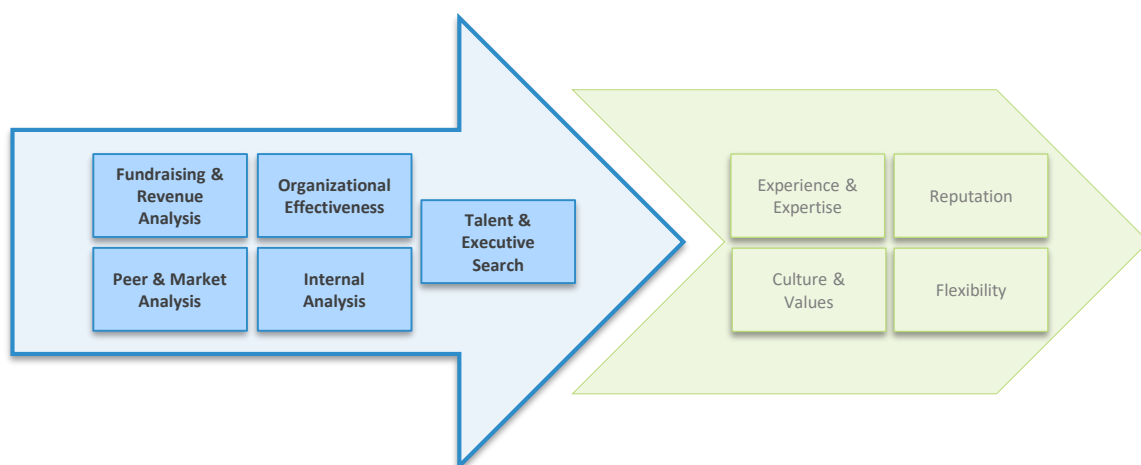 Fundraising &
Revenue
Analysis
Organizational
Effectiveness
Peer & Market
Analysis
Internal
Analysis
Talent &
Executive
Search
Experience &
Expertise
Reputation
Culture &
Values
Flexibility